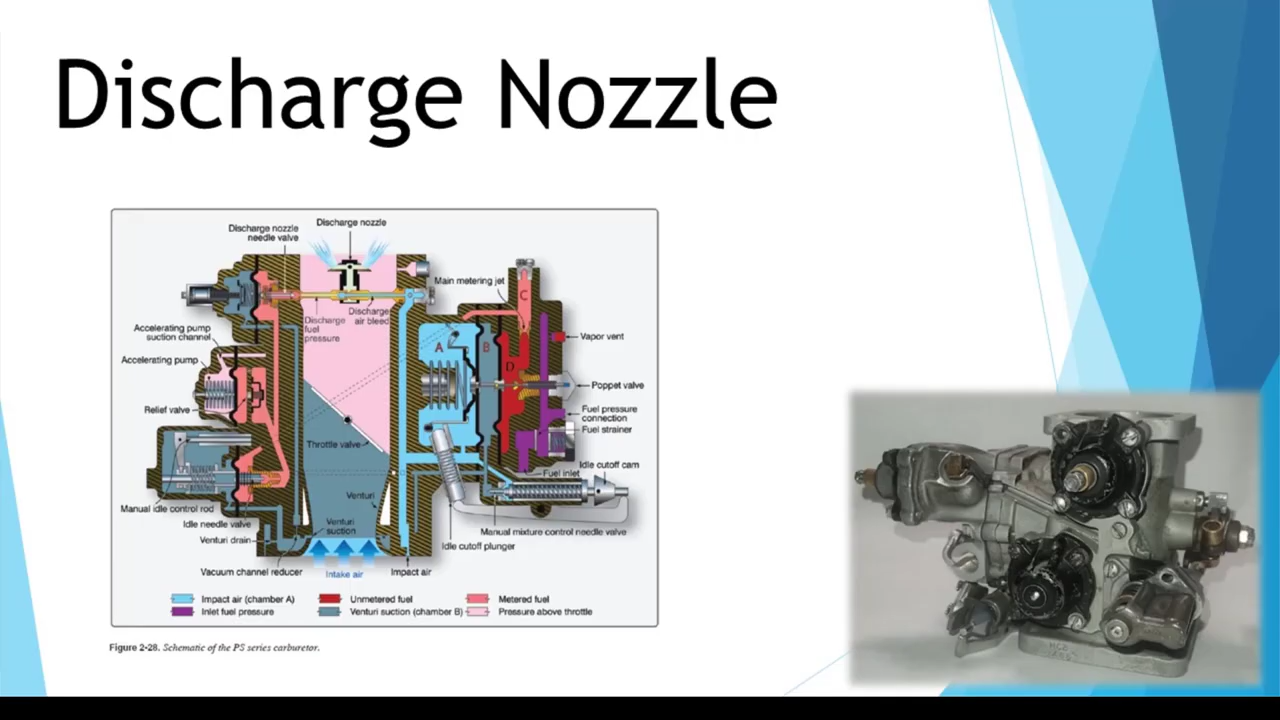 Discharge Nozzle
Discharge nozzle
Discharge nozzle
needle valve
Main metering jet
C
Discharge
fuel
pressure
Discharge
air bleed
Accelerating pump
suction channel
Vapor vent
A
B
D
Accelerating pump
Poppet valve
Relief valve
Fuel pressure
connection
Fuel strainer
Throttle valve
Idle cutoff cam
Fuel inlet
Venturi
Manual idle control rod
Idle needle valve
Venturi
suction
Manual mixture control needle valve
Venturi drain
Idle cutoff plunger
Vacuum channel reducer
Intake air
Impact air
Impact air (chamber A)
Unmetered fuel
Metered fuel
Inlet fuel pressure
Venturi suction (chamber B)
Pressure above throttle
Figure 2-28. Schematic of the PS series carburetor.